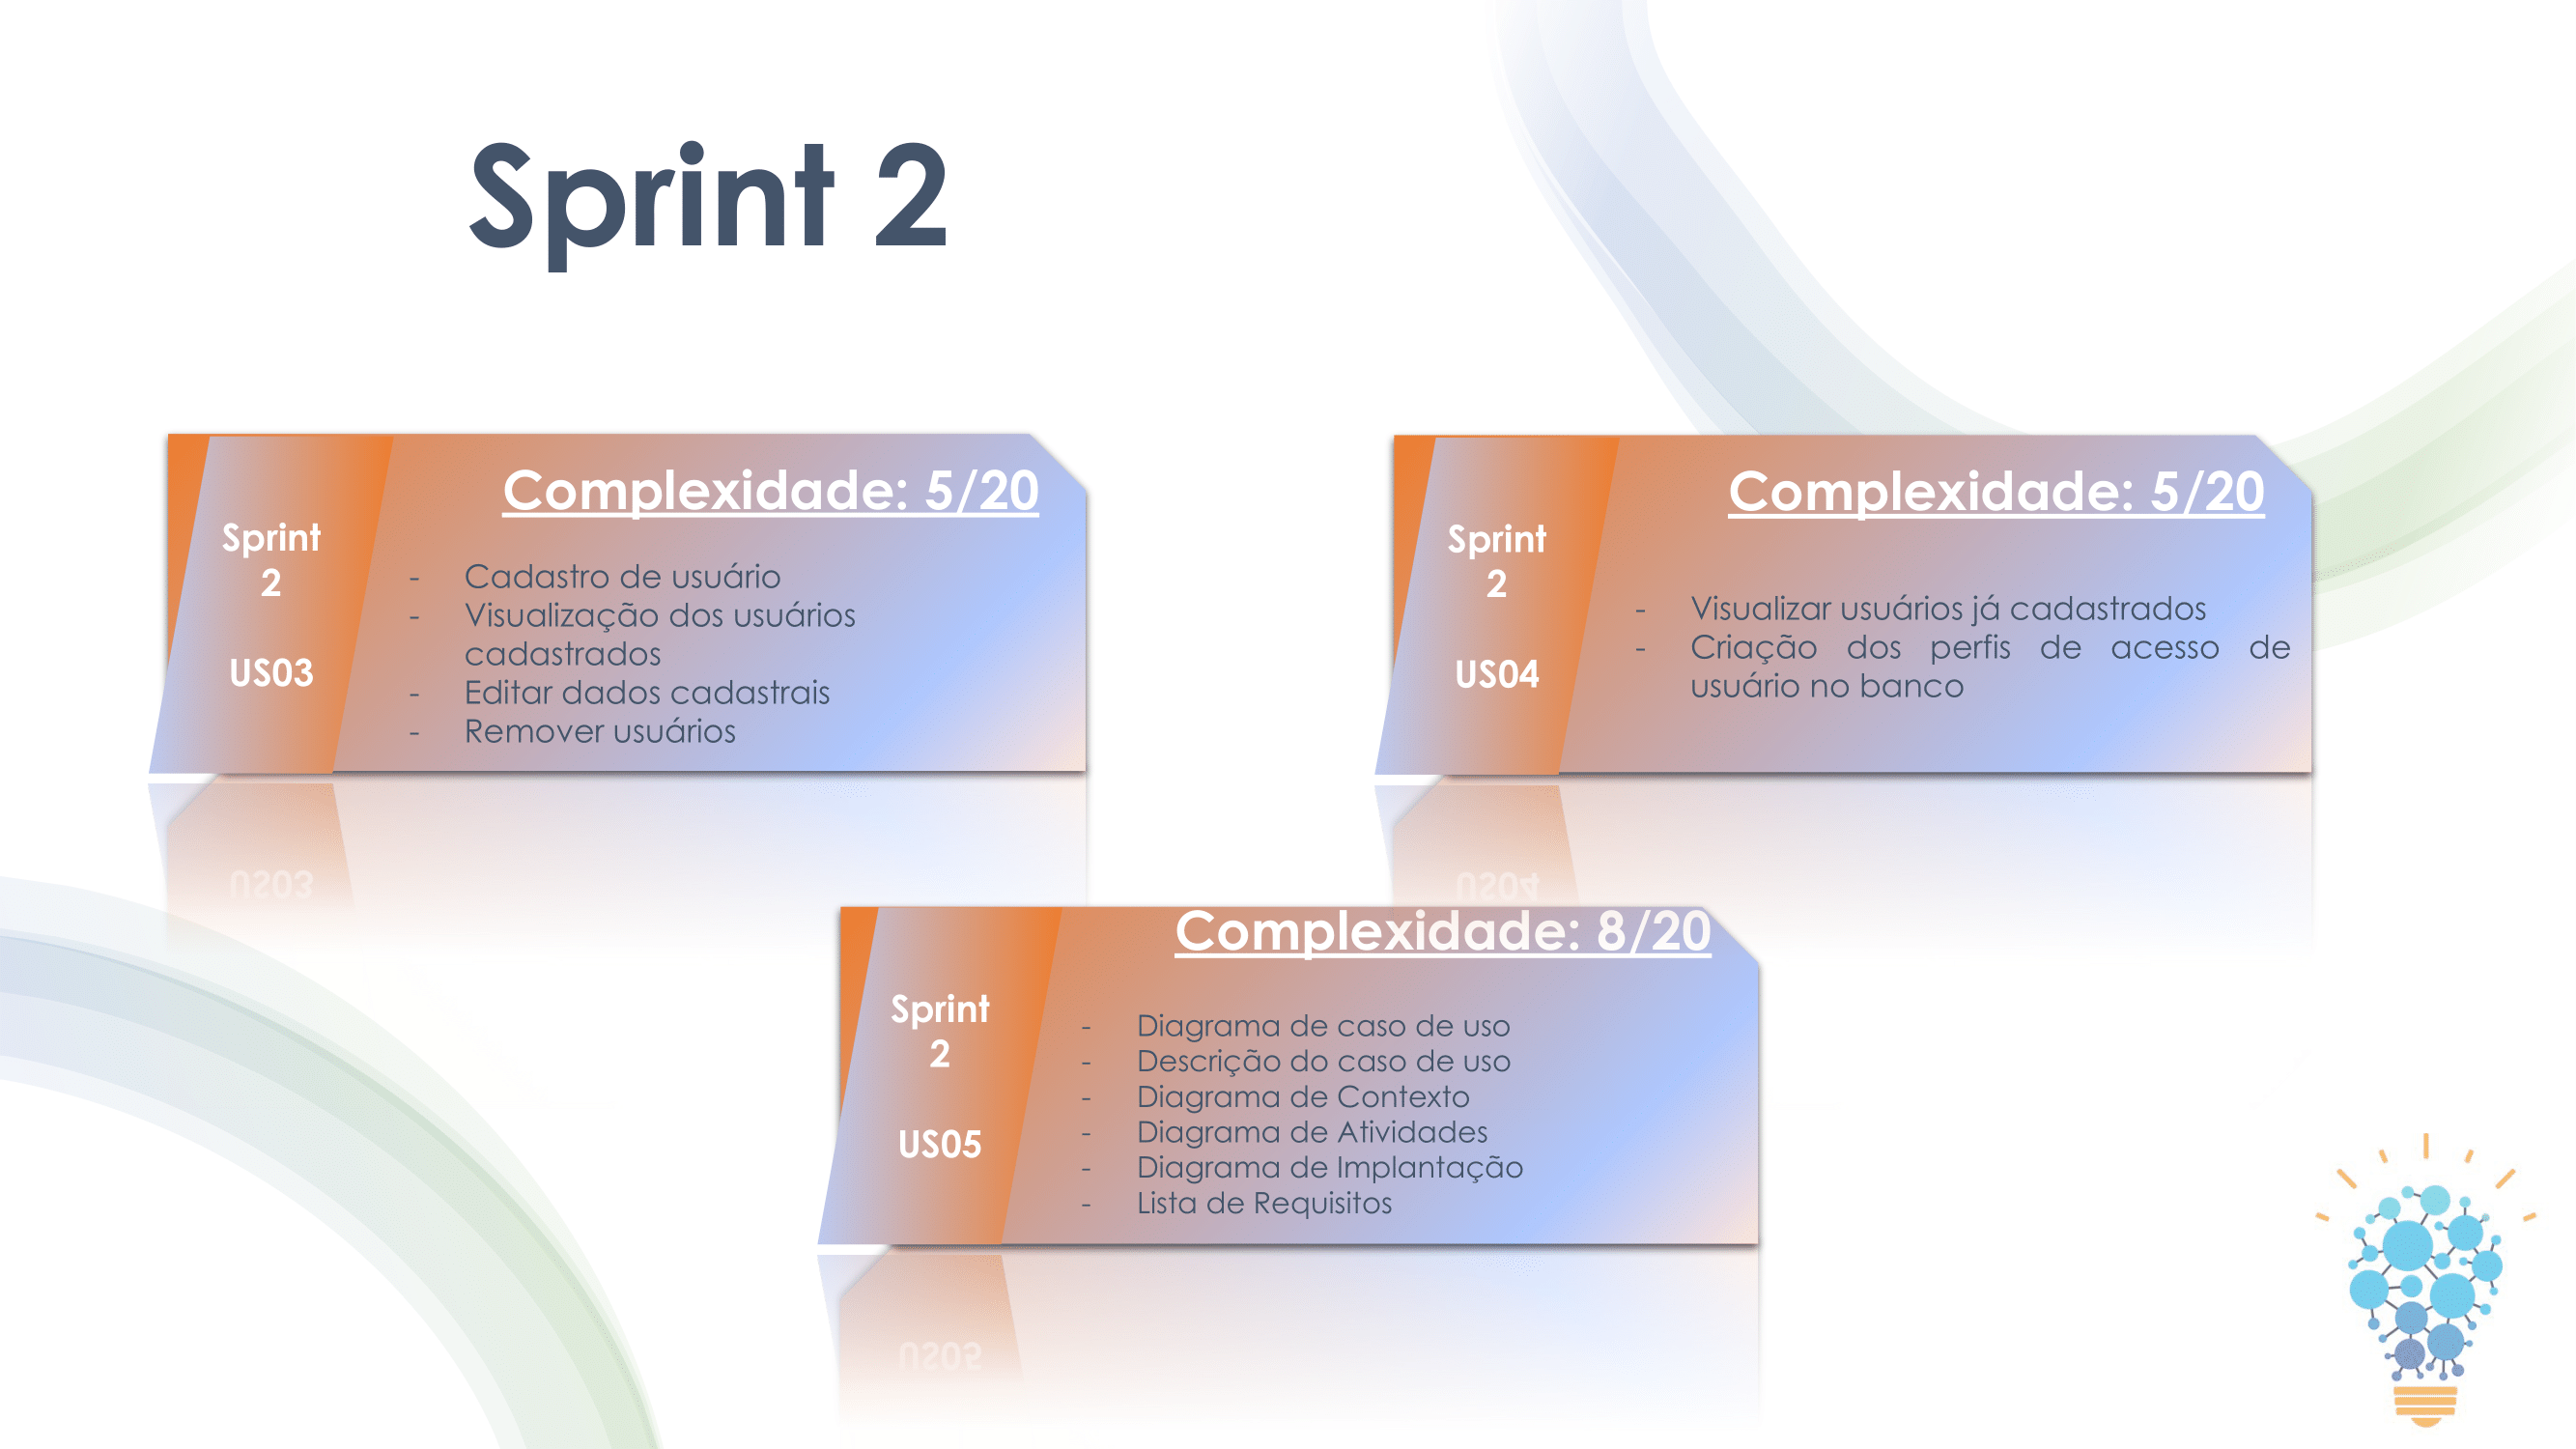 Sprint 2
Complexidade: 5/20
Sprint
2
US03
- Cadastro de usuário
- Visualização dos usuários
cadastrados
- Editar dados cadastrais
- Remover usuários
Complexidade: 5/20
Sprint
2
US04
- Visualizar usuários já cadastrados
- Criação dos perfis de acesso de
usuário no banco
Complexidade: 8/20
Sprint
2
US05
- Diagrama de caso de uso
- Descrição do caso de uso
- Diagrama de Contexto
- Diagrama de Atividades
- Diagrama de Implantação
- Lista de Requisitos